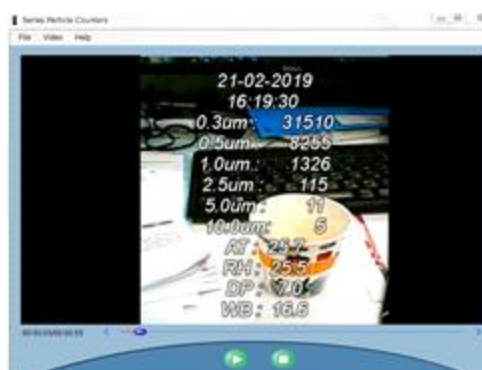 Series Particle Counters
File Video Help
21-02-2019
16:19:30
0.3um : 31510
0.5um : 8255
1.0um : 1326
2.5um : 115
5.0um : 11
10.0um : 5
AT : 25.7
RH : 25.5
DP : 7.0
WB : 16.6